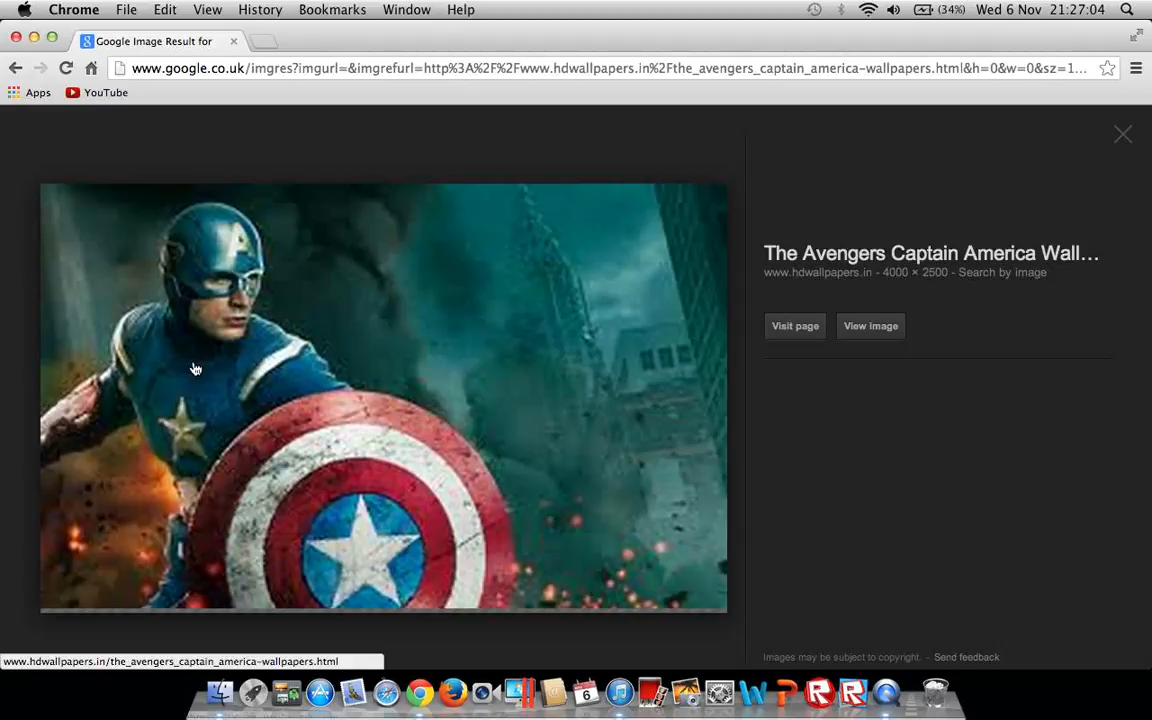 Chrome File Edit View History Bookmarks Window Help (34%) Wed 6 Nov 21:27:04
Google Image Result for
www.google.co.uk/imgres?imgurl=&imgrefurl=http%3A%2F%2Fwww.hdwallpapers.in%2Fthe_avengers_captain_america-wallpapers.html&h=0&w=0&sz=1...
Apps YouTube
A
The Avengers Captain America Wall...
www.hdwallpapers.in - 4000 × 2500 - Search by image
Visit page View image
Images may be subject to copyright. - Send feedback
www.hdwallpapers.in/the_avengers_captain_america-wallpapers.html